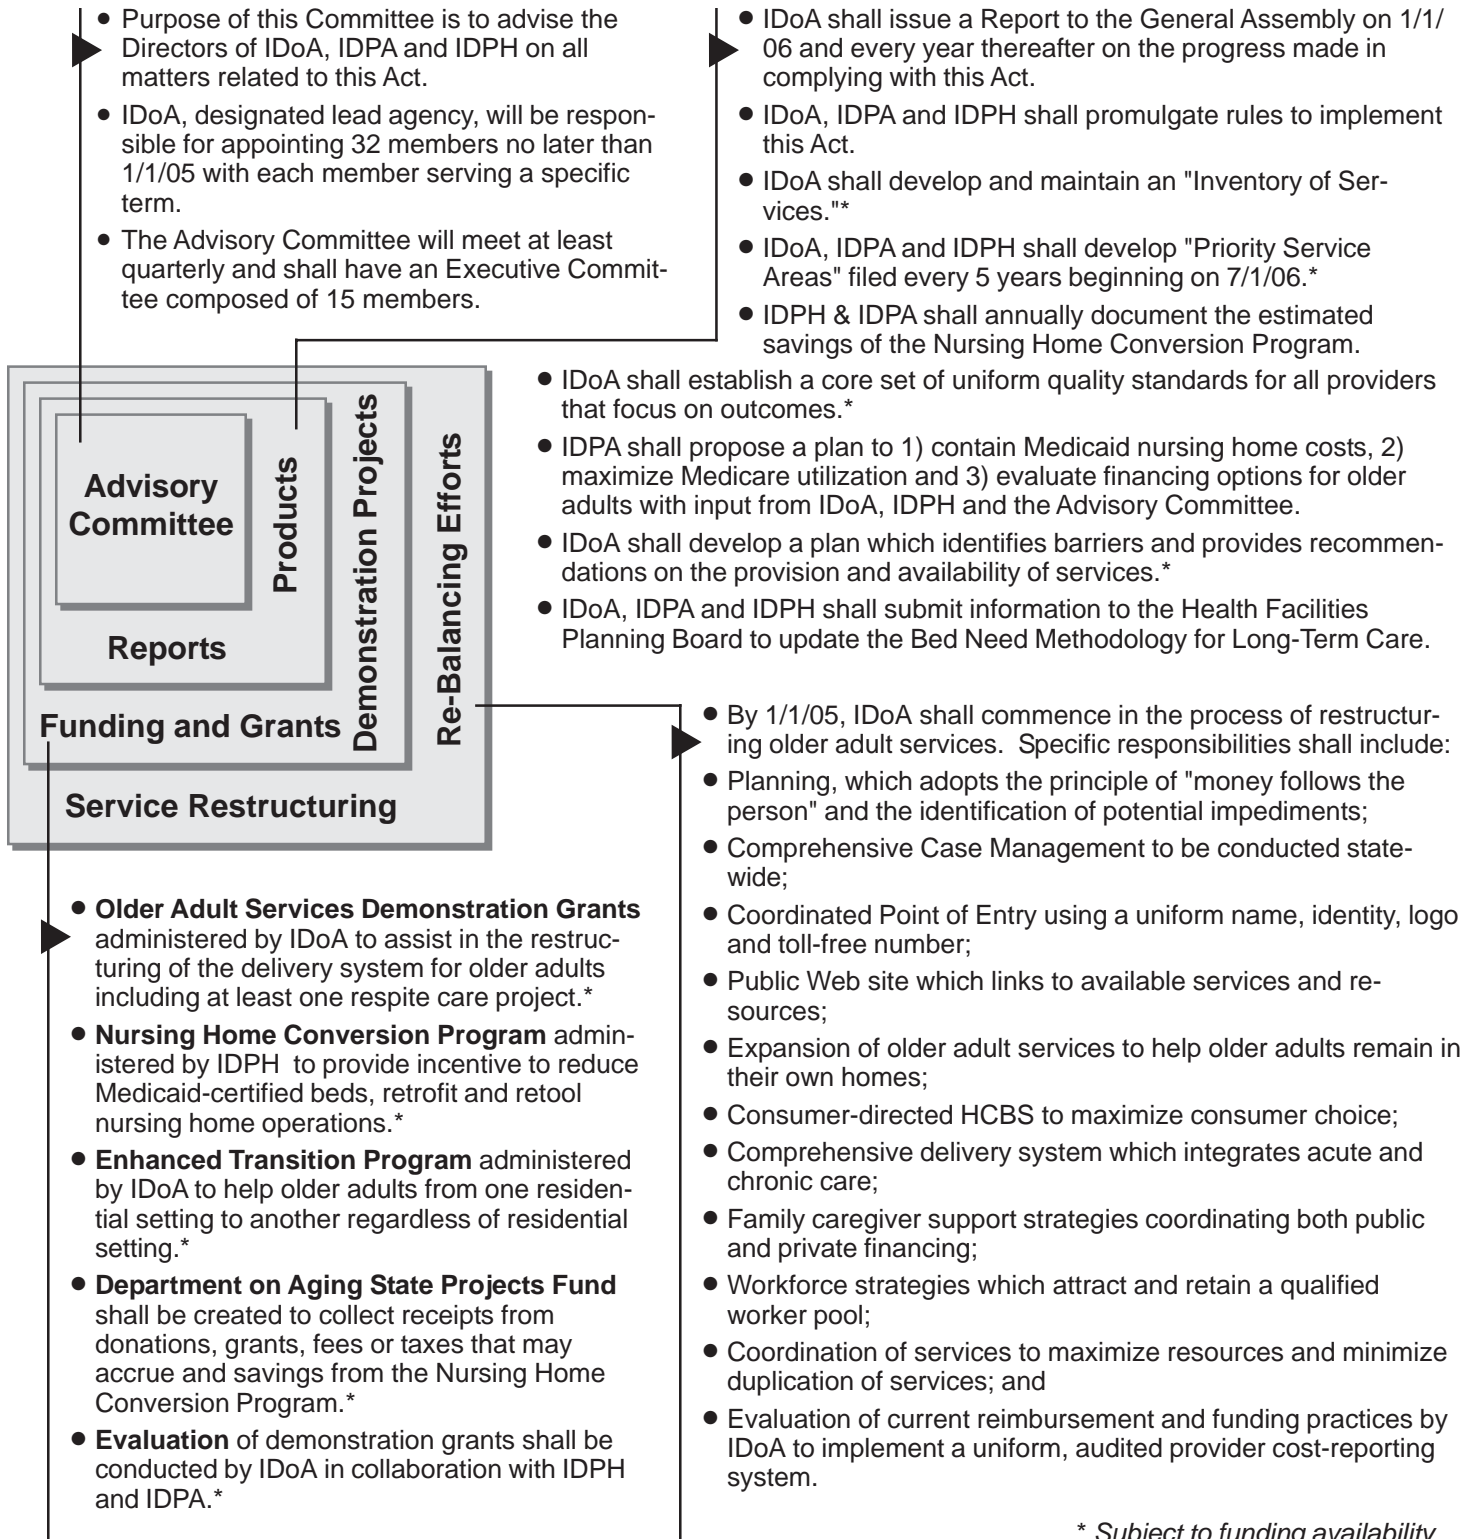 ● Purpose of this Committee is to advise the
Directors of IDoA, IDPA and IDPH on all
matters related to this Act.
● IDoA, designated lead agency, will be respon-
sible for appointing 32 members no later than
1/1/05 with each member serving a specific
term.
● The Advisory Committee will meet at least
quarterly and shall have an Executive Commit-
tee composed of 15 members.
● IDoA shall issue a Report to the General Assembly on 1/1/
06 and every year thereafter on the progress made in
complying with this Act.
● IDoA, IDPA and IDPH shall promulgate rules to implement
this Act.
● IDoA shall develop and maintain an "Inventory of Ser-
vices."*
● IDoA, IDPA and IDPH shall develop "Priority Service
Areas" filed every 5 years beginning on 7/1/06.*
● IDPH & IDPA shall annually document the estimated
savings of the Nursing Home Conversion Program.
● IDoA shall establish a core set of uniform quality standards for all providers
that focus on outcomes.*
● IDPA shall propose a plan to 1) contain Medicaid nursing home costs, 2)
maximize Medicare utilization and 3) evaluate financing options for older
adults with input from IDoA, IDPH and the Advisory Committee.
● IDoA shall develop a plan which identifies barriers and provides recommen-
dations on the provision and availability of services.*
● IDoA, IDPA and IDPH shall submit information to the Health Facilities
Planning Board to update the Bed Need Methodology for Long-Term Care.
Advisory
Committee
Products
Reports
Demonstration Projects
Funding and Grants
Re-Balancing Efforts
Service Restructuring
● Older Adult Services Demonstration Grants
administered by IDoA to assist in the restruc-
turing of the delivery system for older adults
including at least one respite care project.*
● Nursing Home Conversion Program admin-
istered by IDPH to provide incentive to reduce
Medicaid-certified beds, retrofit and retool
nursing home operations.*
● Enhanced Transition Program administered
by IDoA to help older adults from one residen-
tial setting to another regardless of residential
setting.*
● Department on Aging State Projects Fund
shall be created to collect receipts from
donations, grants, fees or taxes that may
accrue and savings from the Nursing Home
Conversion Program.*
● Evaluation of demonstration grants shall be
conducted by IDoA in collaboration with IDPH
and IDPA.*
● By 1/1/05, IDoA shall commence in the process of restructur-
ing older adult services. Specific responsibilities shall include:
● Planning, which adopts the principle of "money follows the
person" and the identification of potential impediments;
● Comprehensive Case Management to be conducted state-
wide;
● Coordinated Point of Entry using a uniform name, identity, logo
and toll-free number;
● Public Web site which links to available services and re-
sources;
● Expansion of older adult services to help older adults remain in
their own homes;
● Consumer-directed HCBS to maximize consumer choice;
● Comprehensive delivery system which integrates acute and
chronic care;
● Family caregiver support strategies coordinating both public
and private financing;
● Workforce strategies which attract and retain a qualified
worker pool;
● Coordination of services to maximize resources and minimize
duplication of services; and
● Evaluation of current reimbursement and funding practices by
IDoA to implement a uniform, audited provider cost-reporting
system.
* Subject to funding availability